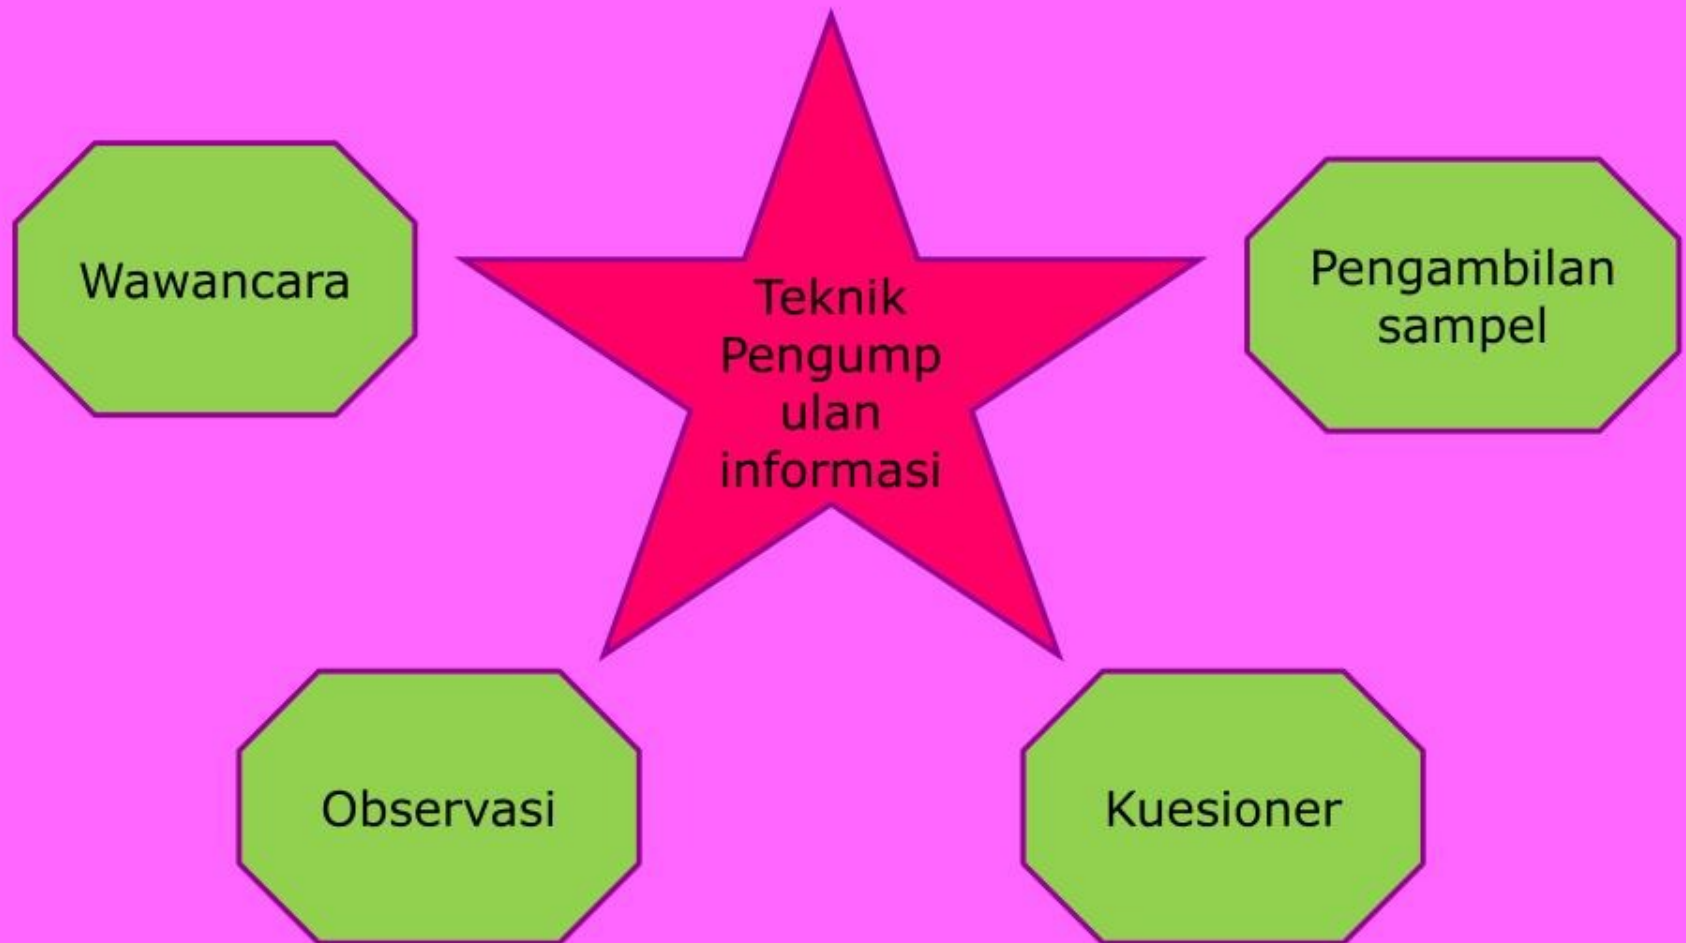 Wawancara
Teknik
Pengump
ulan
informasi
Pengambilan
sampel
Observasi
Kuesioner